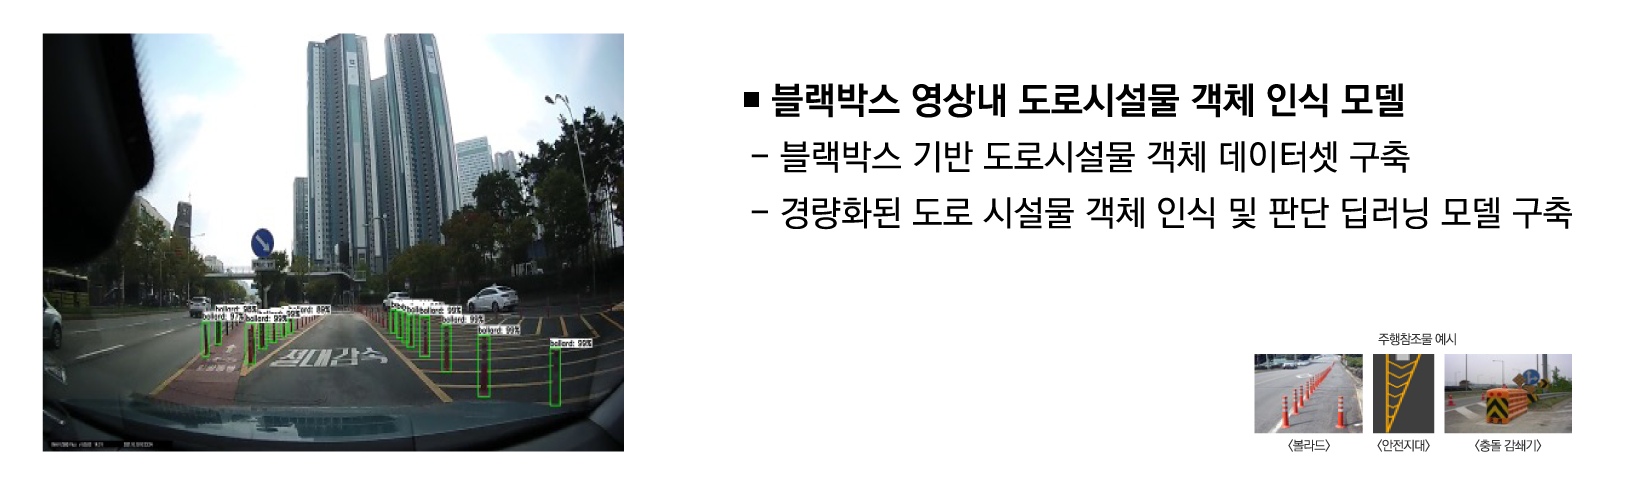 ■ 블랙박스 영상내 도로시설물 객체 인식 모델
– 블랙박스 기반 도로시설물 객체 데이터셋 구축
– 경량화된 도로 시설물 객체 인식 및 판단 딥러닝 모델 구축
주행참조물 예시
<볼라드>
<안전지대>
<충돌 감쇄기>
bollard: 98%
bollard: 97%
bollard: 99%
99%
bollard: 89%
bollard: 99%
bollard: 99%
bollard: 99%
bollard: 99%
절대감속